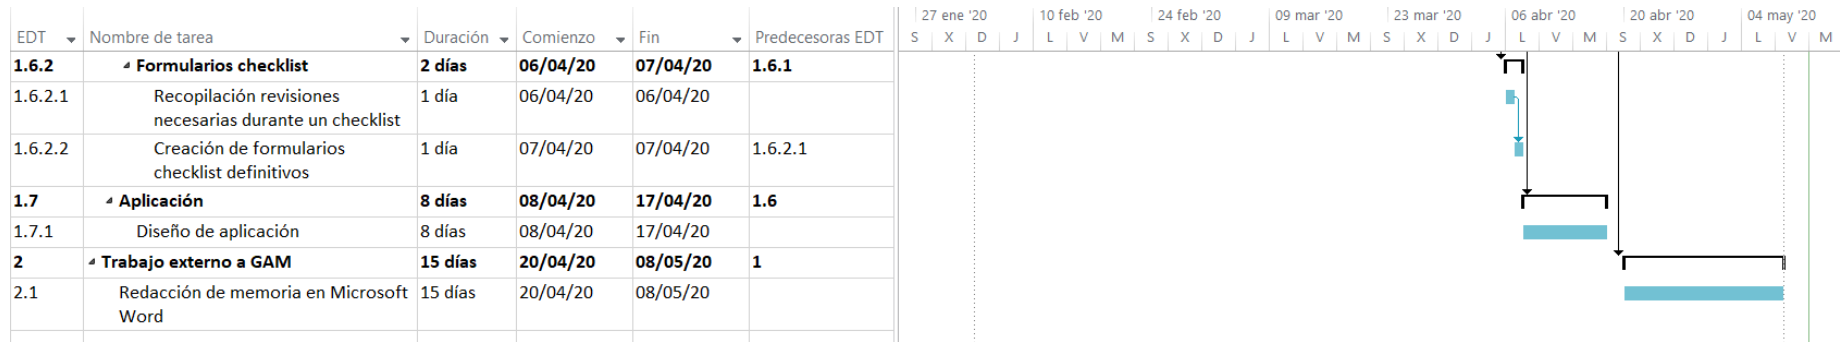 27 ene '20 10 feb '20 24 feb '20 09 mar '20 23 mar '20 06 abr '20 20 abr '20 04 may '20
EDT Nombre de tarea Duración Comienzo Fin Predecesoras EDT S X D J L V M S X D J L V M S X D J L V M S X D J L V M
1.6.2 Formularios checklist 2 días 06/04/20 07/04/20 1.6.1
1.6.2.1 Recopilación revisiones 1 día 06/04/20 06/04/20
necesarias durante un checklist
1.6.2.2 Creación de formularios 1 día 07/04/20 07/04/20 1.6.2.1
checklist definitivos
1.7 Aplicación 8 días 08/04/20 17/04/20 1.6
1.7.1 Diseño de aplicación 8 días 08/04/20 17/04/20
2 Trabajo externo a GAM 15 días 20/04/20 08/05/20 1
2.1 Redacción de memoria en Microsoft 15 días 20/04/20 08/05/20
Word